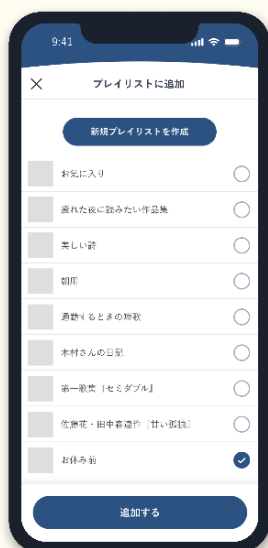 9:41
プレイリストに追加
新規プレイリストを作成
お気に入り
疲れた夜に読みたい作品集
美しい詩
朝用
通勤するときの短歌
木村さんの日記
第一歌集『セミダブル』
佐藤花・田中喜連作『甘い孤独』
お休み前
追加する